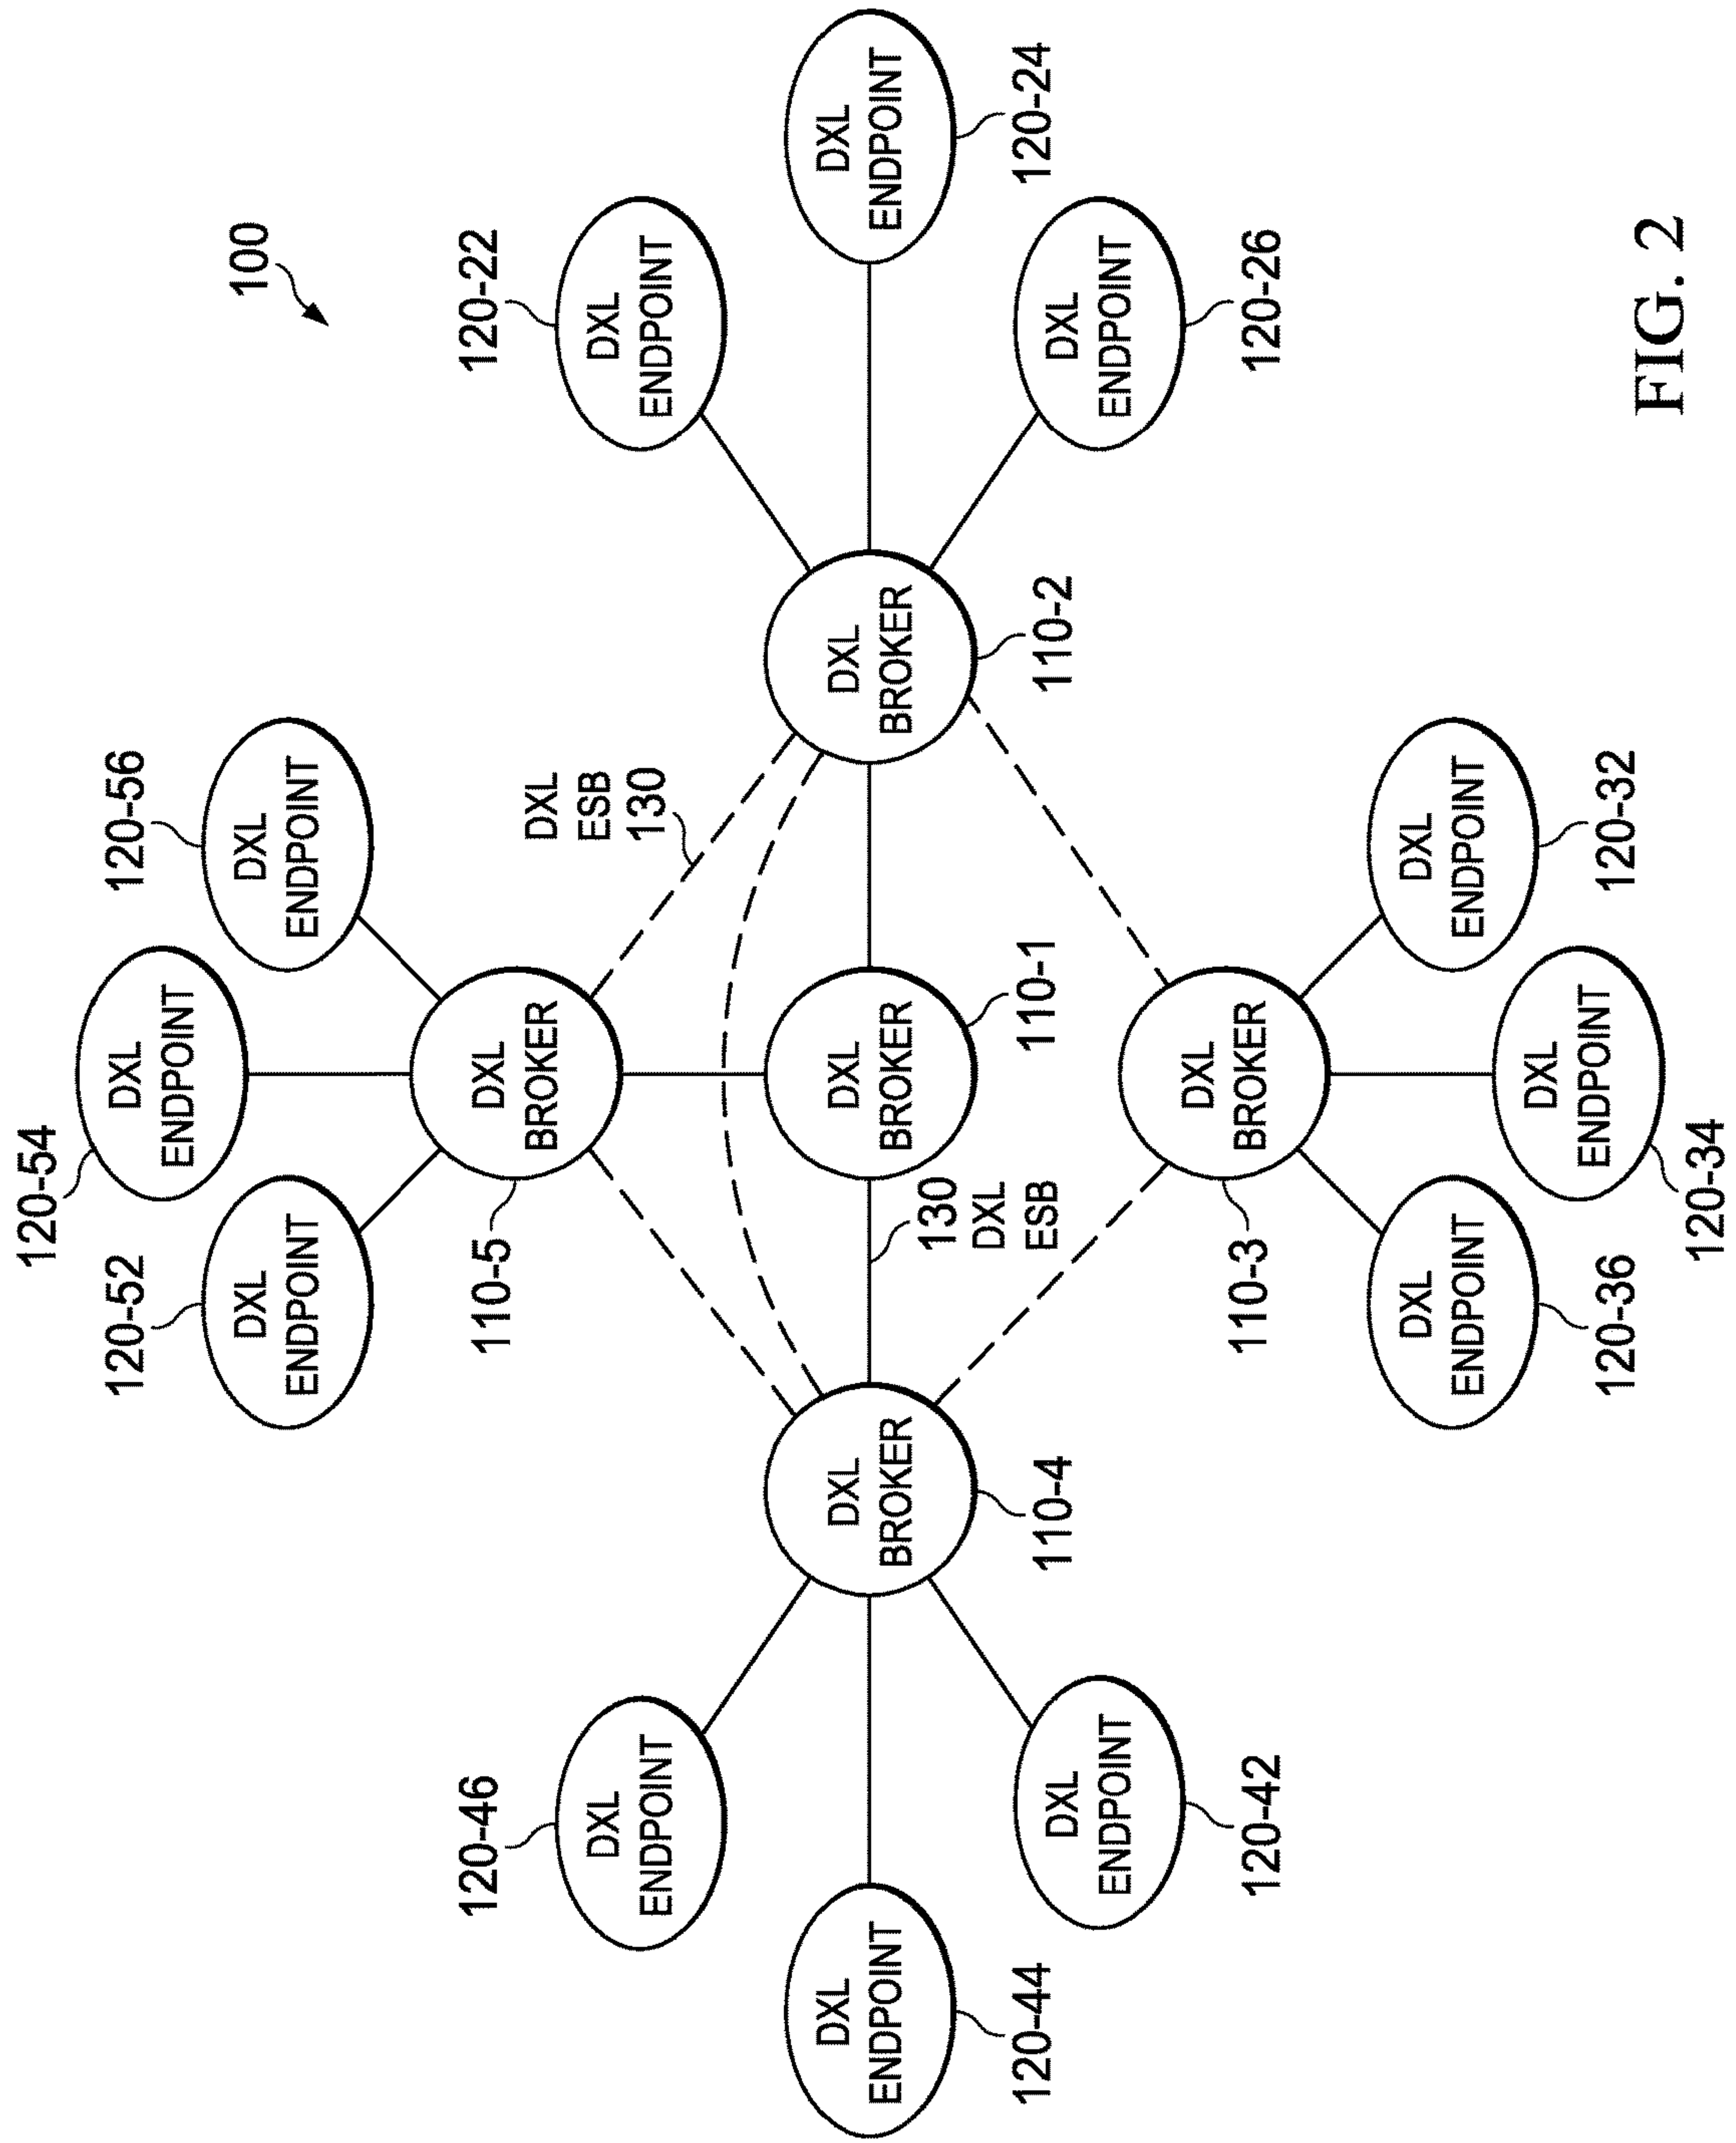 100
120-54
120-52
DXL
ENDPOINT
DXL
ENDPOINT
120-56
DXL
ENDPOINT
120-46
DXL
ENDPOINT
110-5
DXL
BROKER
DXL
ESB
130
120-22
DXL
ENDPOINT
DXL
ENDPOINT
120-44
DXL
BROKER
110-4
130
DXL
ESB
DXL
BROKER
110-1
DXL
BROKER
110-2
DXL
ENDPOINT
120-24
DXL
ENDPOINT
120-42
110-3
DXL
BROKER
DXL
ENDPOINT
120-26
DXL
ENDPOINT
120-36
DXL
ENDPOINT
120-34
DXL
ENDPOINT
120-32
FIG. 2